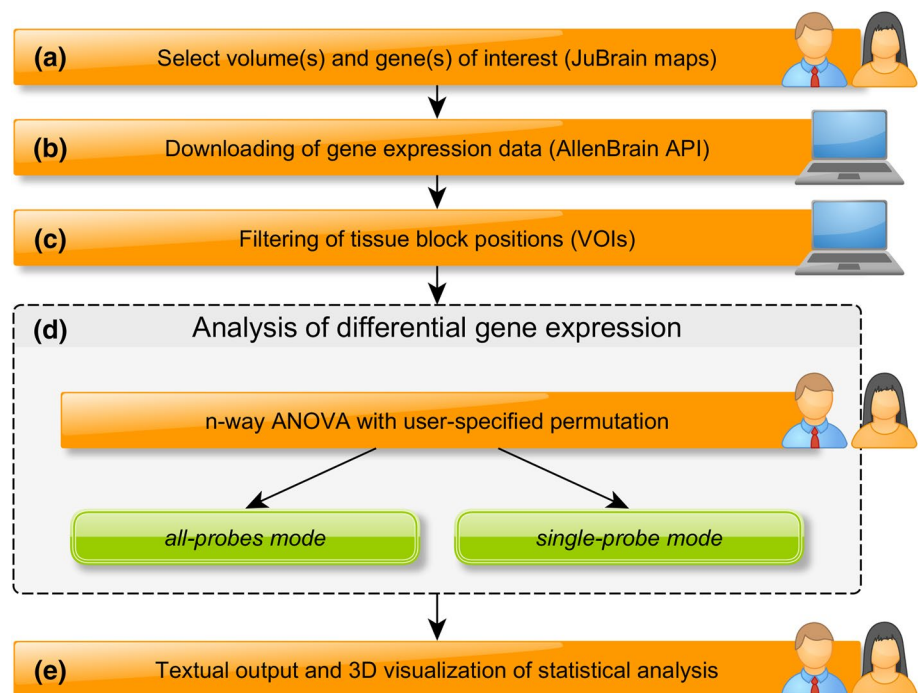 (a) Select volume(s) and gene(s) of interest (JuBrain maps)
(b) Downloading of gene expression data (AllenBrain API)
(c) Filtering of tissue block positions (VOIs)
(d) Analysis of differential gene expression
n-way ANOVA with user-specified permutation
all-probes mode
single-probe mode
(e) Textual output and 3D visualization of statistical analysis